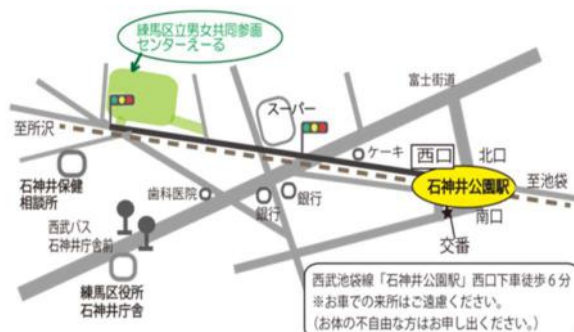 練馬区立男女共同参画
センターえーる
富士街道
スーパー
至所沢
ケーキ
西口
北口
石神井公園駅
至池袋
石神井保健
相談所
歯科医院
銀行
銀行
南口
交番
西武バス
石神井庁舎前
練馬区役所
石神井庁舎
西武池袋線「石神井公園駅」西口下車徒歩6分
※お車での来所はご遠慮ください。
(お体の不自由な方はお申し出ください。)